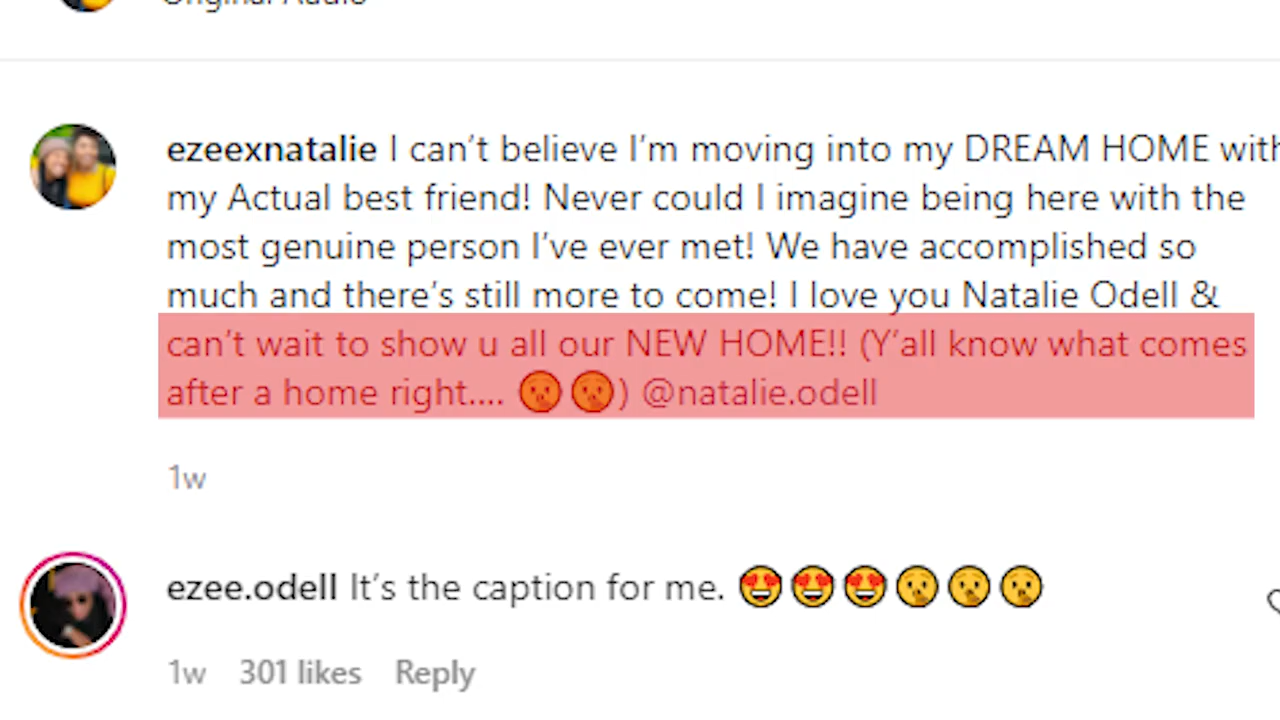 Original Audio
ezeexnatalie I can't believe I'm moving into my DREAM HOME with
my Actual best friend! Never could I imagine being here with the
most genuine person I've ever met! We have accomplished so
much and there's still more to come! I love you Natalie Odell &
can't wait to show u all our NEW HOME!! (Y'all know what comes
after a home right.... 🤫🤫) @natalie.odell
1w
ezee.odell It's the caption for me. 😍😍😍🤫🤫🤫
1w 301 likes Reply